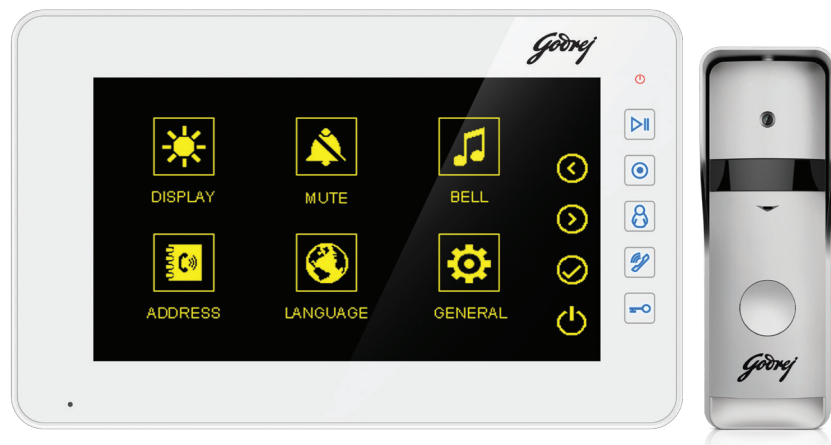 Godrej
DISPLAY
MUTE
BELL
ADDRESS
LANGUAGE
GENERAL
Godrej